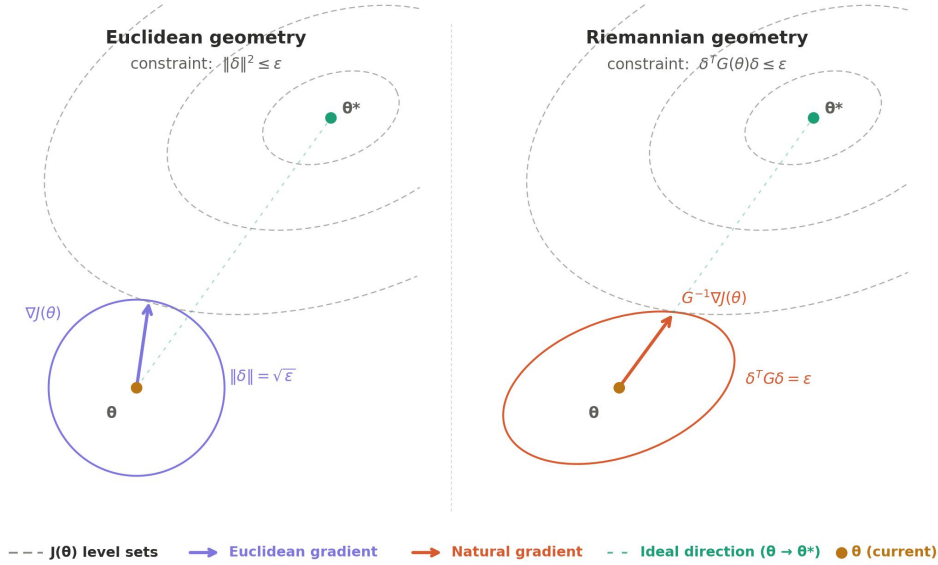 Euclidean geometry
constraint: ‖δ‖² ≤ ε
θ*
∇J(θ)
‖δ‖ = √ε
θ
Riemannian geometry
constraint: δᵀG(θ)δ ≤ ε
θ*
G⁻¹∇J(θ)
δᵀGδ = ε
θ
J(θ) level sets
Euclidean gradient
Natural gradient
Ideal direction (θ → θ*)
θ (current)